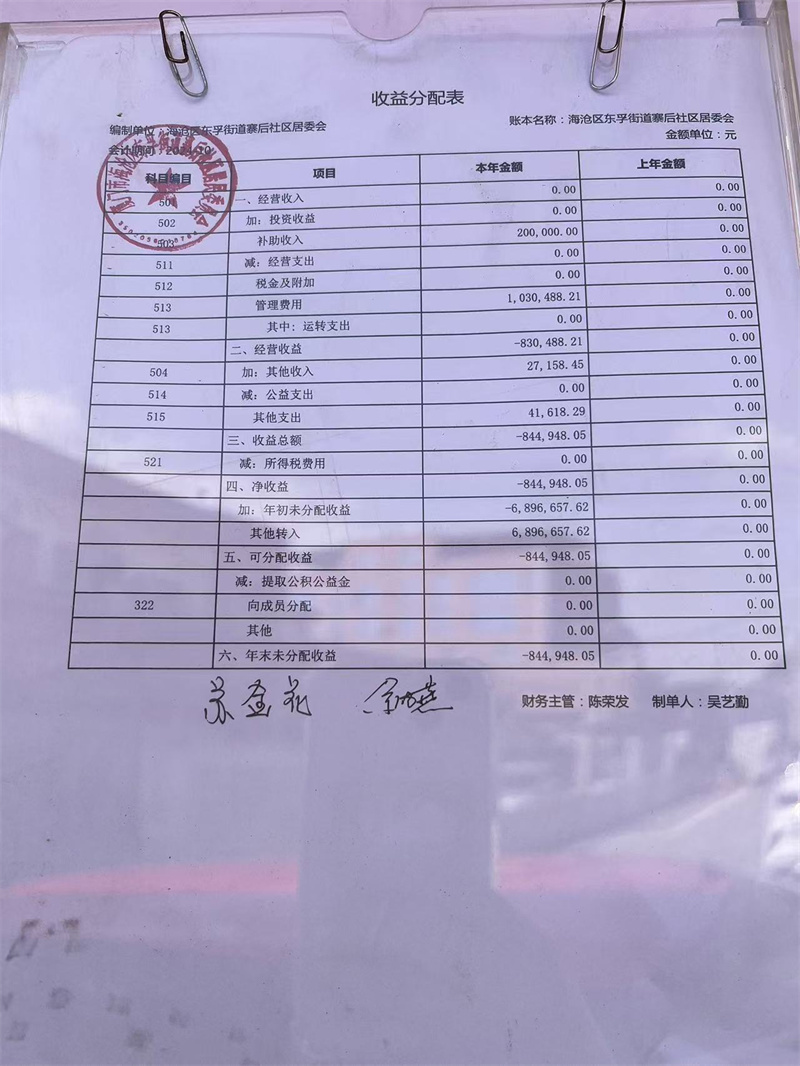 收益分配表
编制单位：海沧区东孚街道寨后社区居委会 账本名称：海沧区东孚街道寨后社区居委会
会计期间： 金额单位：元
科目编目 项目 本年金额 上年金额
501 一、经营收入 0.00 0.00
502 加：投资收益 0.00 0.00
503 补助收入 200,000.00 0.00
511 减：经营支出 0.00 0.00
512 税金及附加 0.00 0.00
513 管理费用 1,030,488.21 0.00
513 其中：运转支出 0.00 0.00
二、经营收益 -830,488.21 0.00
504 加：其他收入 27,158.45 0.00
514 减：公益支出 0.00 0.00
515 其他支出 41,618.29 0.00
三、收益总额 -844,948.05 0.00
521 减：所得税费用 0.00 0.00
四、净收益 -844,948.05 0.00
加：年初未分配收益 -6,896,657.62 0.00
其他转入 6,896,657.62 0.00
五、可分配收益 -844,948.05 0.00
减：提取公积公益金 0.00 0.00
322 向成员分配 0.00 0.00
其他 0.00 0.00
六、年末未分配收益 -844,948.05 0.00
财务主管：陈荣发 制单人：吴艺勤